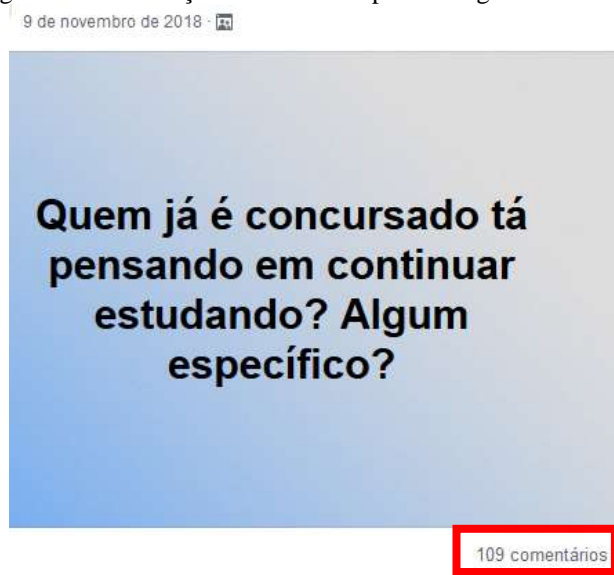 9 de novembro de 2018 ·
Quem já é concursado tá
pensando em continuar
estudando? Algum
específico?
109 comentários